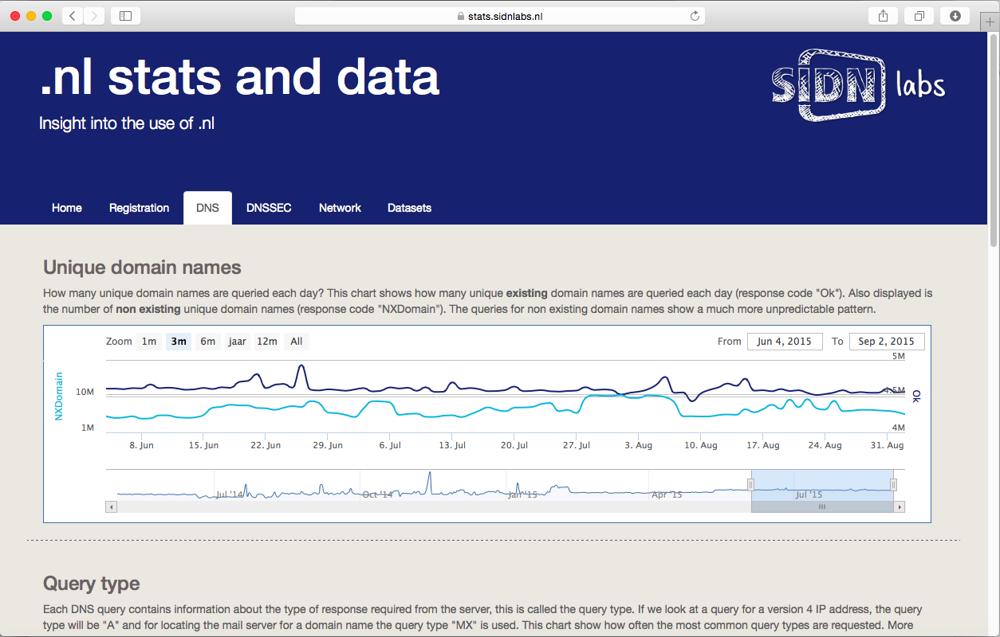 stats.sidnlabs.nl
.nl stats and data
SIDN labs
Insight into the use of .nl
Home Registration DNS DNSSEC Network Datasets
Unique domain names
How many unique domain names are queried each day? This chart shows how many unique existing domain names are queried each day (response code "Ok"). Also displayed is
the number of non existing unique domain names (response code "NXDomain"). The queries for non existing domain names show a much more unpredictable pattern.
Zoom 1m 3m 6m jaar 12m All From Jun 4, 2015 To Sep 2, 2015
5M
NXDomain
10M 4.5M
Ok
1M 4M
8. Jun 15. Jun 22. Jun 29. Jun 6. Jul 13. Jul 20. Jul 27. Jul 3. Aug 10. Aug 17. Aug 24. Aug 31. Aug
Jul '14 Oct '14 Jan '15 Apr '15 Jul '15
Query type
Each DNS query contains information about the type of response required from the server, this is called the query type. If we look at a query for a version 4 IP address, the query
type will be "A" and for locating the mail server for a domain name the query type "MX" is used. This chart show how often the most common query types are requested. More